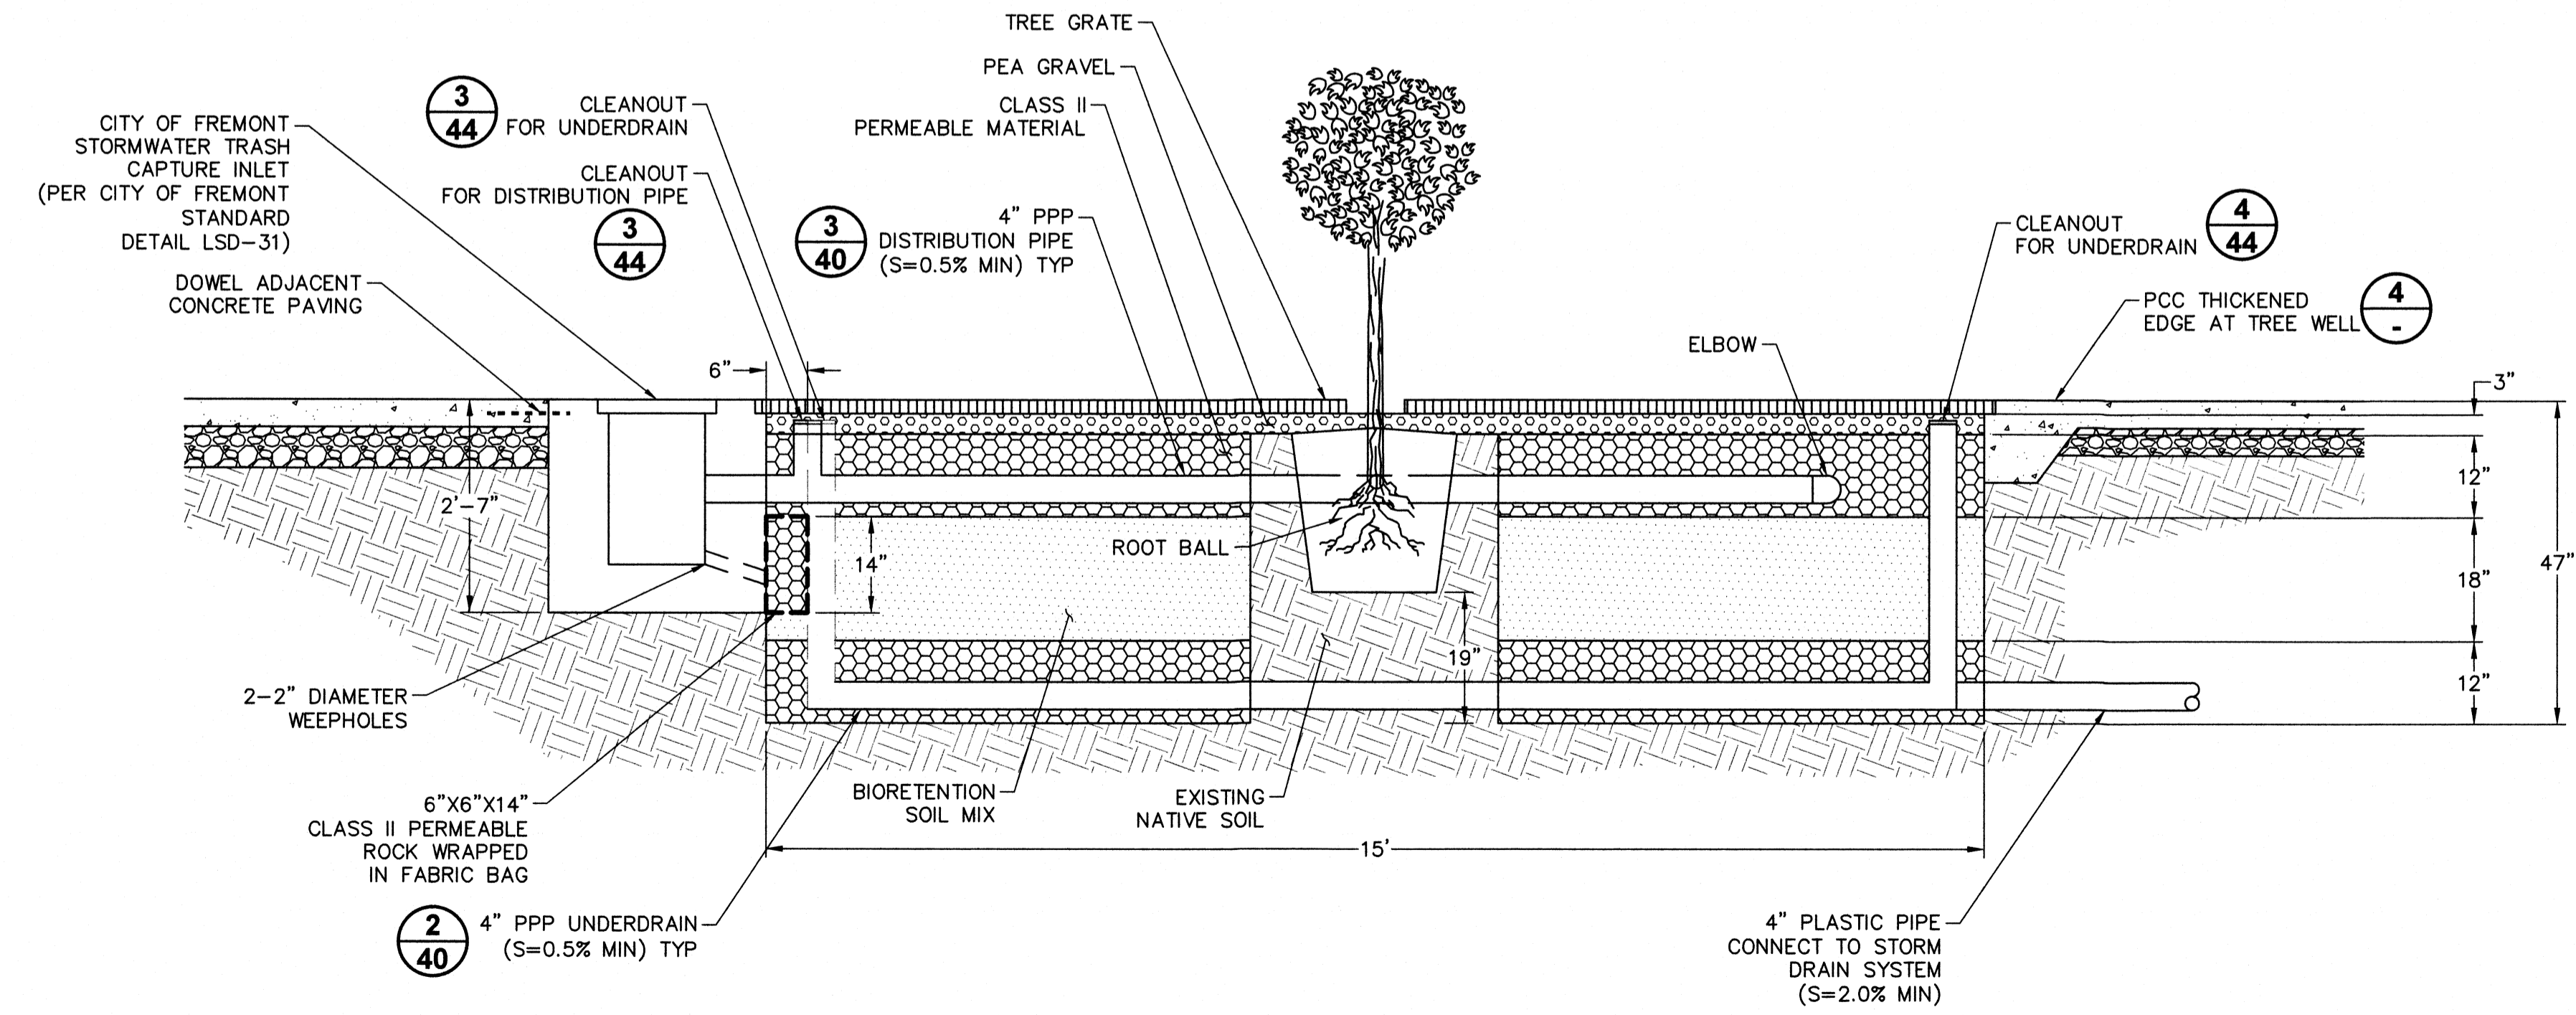 TREE GRATE
PEA GRAVEL
CLASS II
PERMEABLE MATERIAL
3
44
CLEANOUT
FOR UNDERDRAIN
CITY OF FREMONT
STORMWATER TRASH
CAPTURE INLET
(PER CITY OF FREMONT
STANDARD
DETAIL LSD-31)
CLEANOUT
FOR DISTRIBUTION PIPE
3
44
3
40
4" PPP
DISTRIBUTION PIPE
(S=0.5% MIN) TYP
4
44
CLEANOUT
FOR UNDERDRAIN
DOWEL ADJACENT
CONCRETE PAVING
PCC THICKENED
EDGE AT TREE WELL
4
-
ELBOW
6"
3"
2'-7"
12"
14"
ROOT BALL
18"
47"
19"
12"
2-2" DIAMETER
WEEPHOLES
BIORETENTION
SOIL MIX
EXISTING
NATIVE SOIL
6"X6"X14"
CLASS II PERMEABLE
ROCK WRAPPED
IN FABRIC BAG
15'
2
40
4" PPP UNDERDRAIN
(S=0.5% MIN) TYP
4" PLASTIC PIPE
CONNECT TO STORM
DRAIN SYSTEM
(S=2.0% MIN)